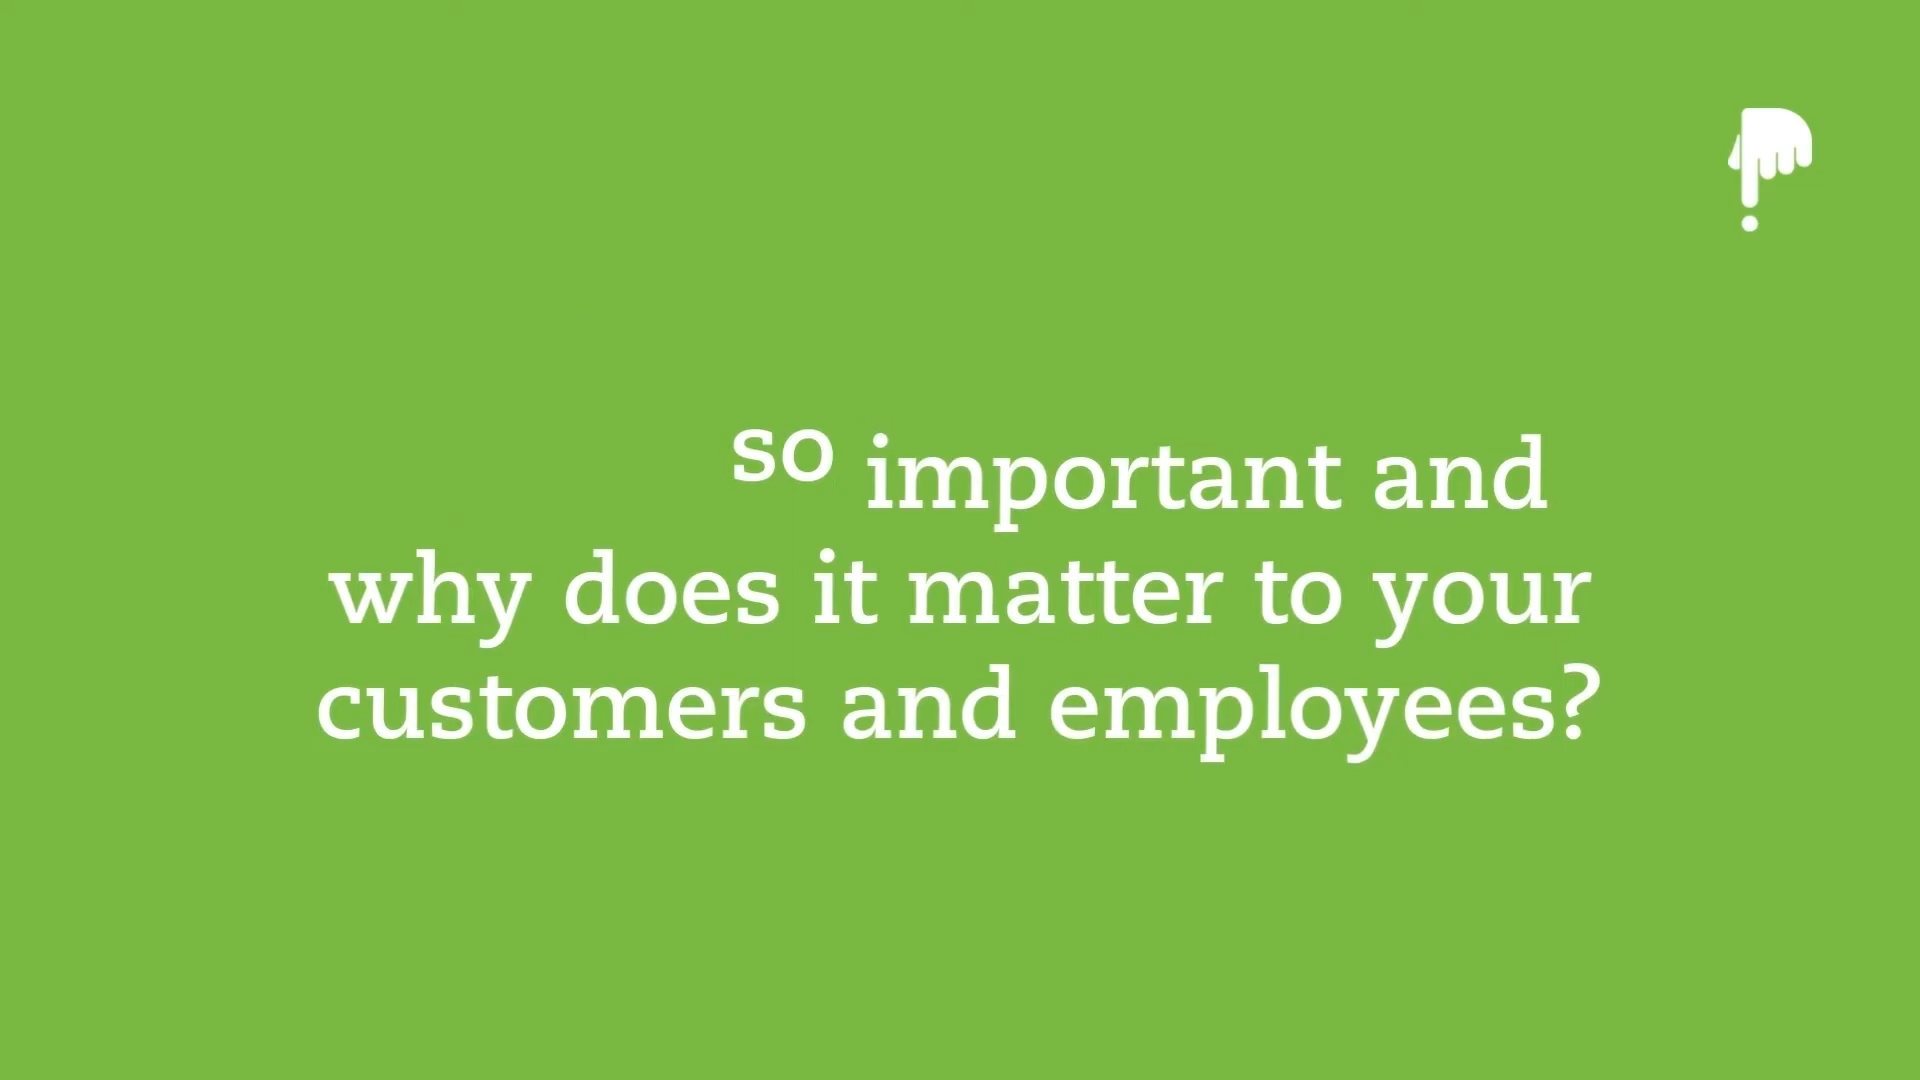 so important and
why does it matter to your
customers and employees?